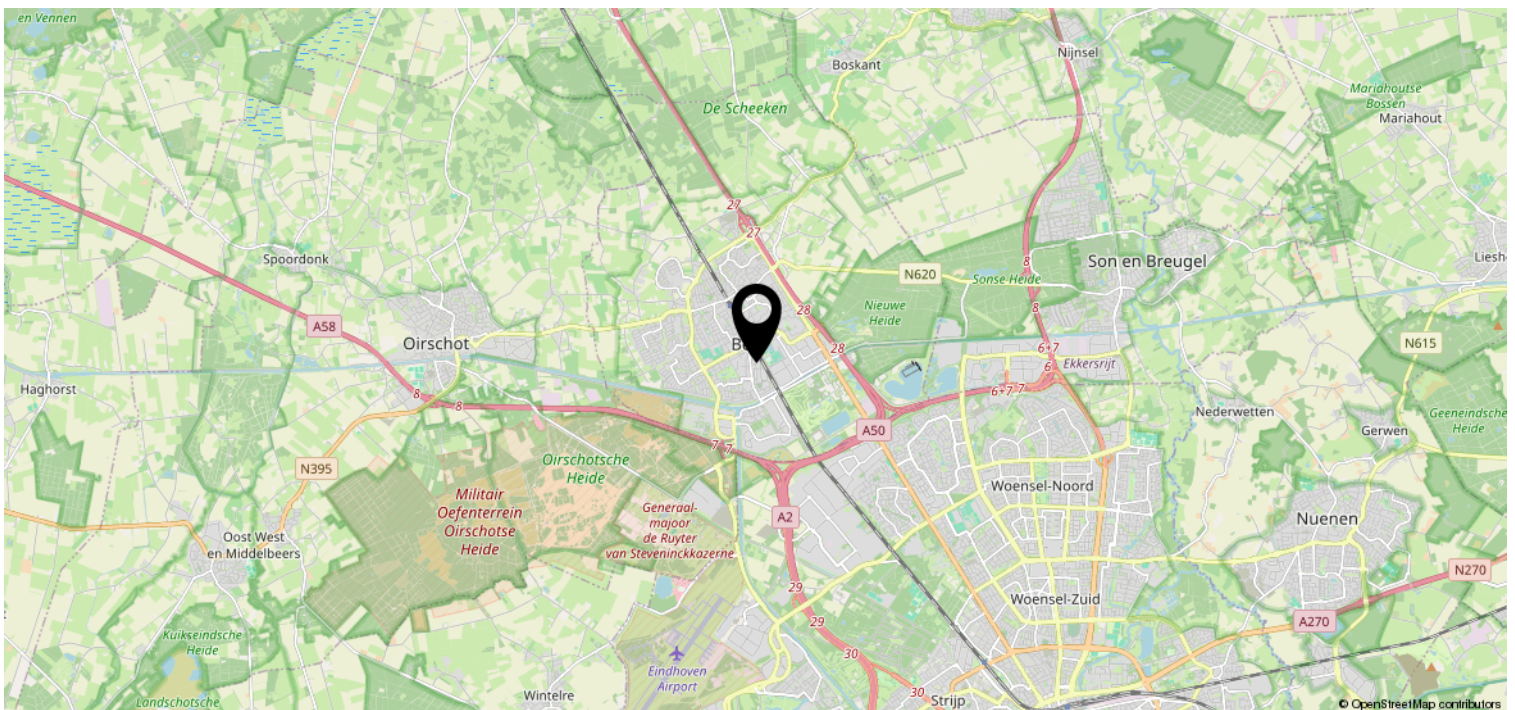 en Vennen
Nijnsel
Boskant
De Scheeken
Mariahoutse
Bossen
Mariahout
27
27
Spoordonk
8
Son en Breugel
N620
Sonse Heide
8
Nieuwe
Heide
28
A58
Oirschot
28
6+7
6
Ekkersrijt
N615
Haghorst
8
8
6+7
7
Nederwetten
Geeneindsche
Heide
Gerwen
A50
7
7
Oirschotsche
Heide
N395
Militair
Oefenterrein
Oirschotse
Heide
Woensel-Noord
Generaal-
majoor
de Ruyter
van Steveninckkazerne
A2
Nuenen
Oost West
en Middelbeers
N270
29
Woensel-Zuid
29
A270
Kuikseindsche
Heide
30
Eindhoven
Airport
30
Wintelre
Strijp
Landschotsche
© OpenStreetMap contributors